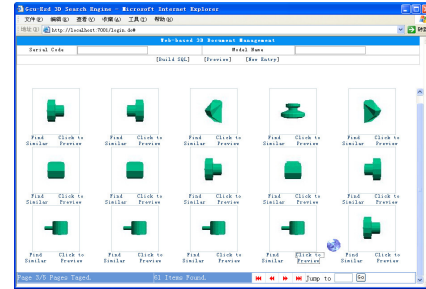 Gcu-Esd 3D Search Engine - Microsoft Internet Explorer
文件(F) 编辑(E) 查看(V) 收藏(A) 工具(T) 帮助(H)
地址(D) http://localhost:7001/login.do#
Web-based 3D Document Management
Serial Code Modal Name
[Build SQL] [Preview] [New Entry]
Find Similar Click to Preview Find Similar Click to Preview Find Similar Click to Preview Find Similar Click to Preview Find Similar Click to Preview
Find Similar Click to Preview Find Similar Click to Preview Find Similar Click to Preview Find Similar Click to Preview Find Similar Click to Preview
Find Similar Click to Preview Find Similar Click to Preview Find Similar Click to Preview Find Similar Click to Preview Find Similar Click to Preview
Page 3/5 Pages Taged. 61 Items Found. Jump to Go